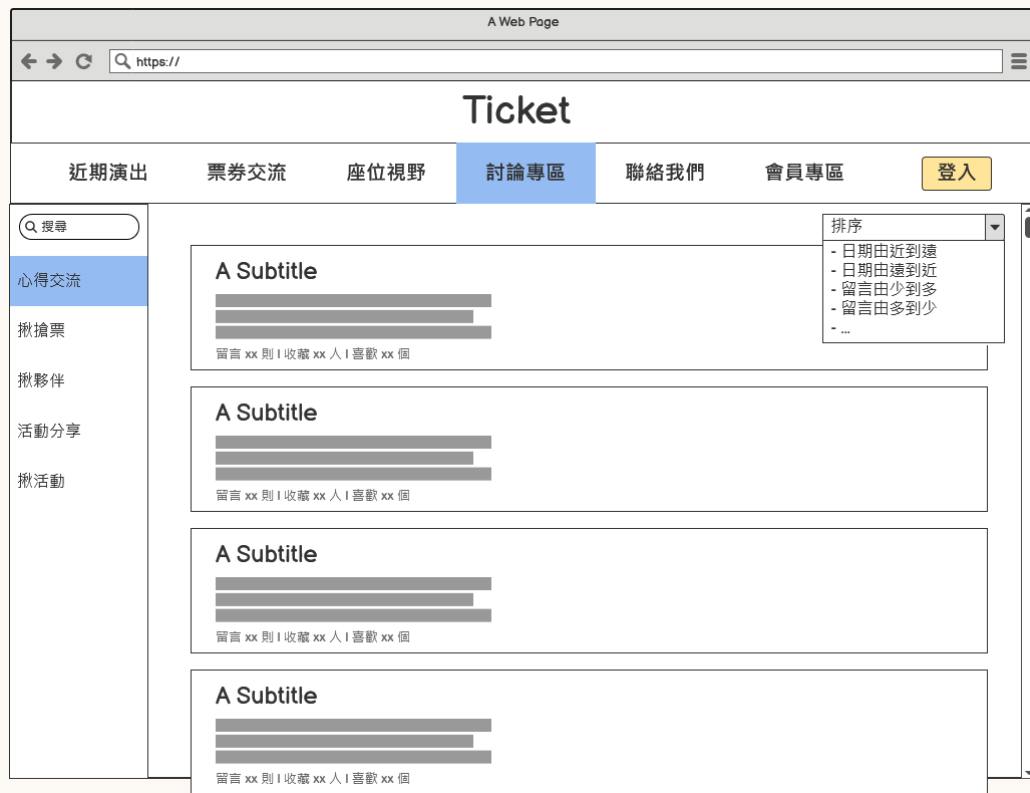 A Web Page
https://
Ticket
近期演出 票券交流 座位視野 討論專區 聯絡我們 會員專區 登入
搜尋
心得交流
揪搶票
揪夥伴
活動分享
揪活動
排序
- 日期由近到遠
- 日期由遠到近
- 留言由少到多
- 留言由多到少
- ...
A Subtitle
留言 xx 則 I 收藏 xx 人 I 喜歡 xx 個
A Subtitle
留言 xx 則 I 收藏 xx 人 I 喜歡 xx 個
A Subtitle
留言 xx 則 I 收藏 xx 人 I 喜歡 xx 個
A Subtitle
留言 xx 則 I 收藏 xx 人 I 喜歡 xx 個